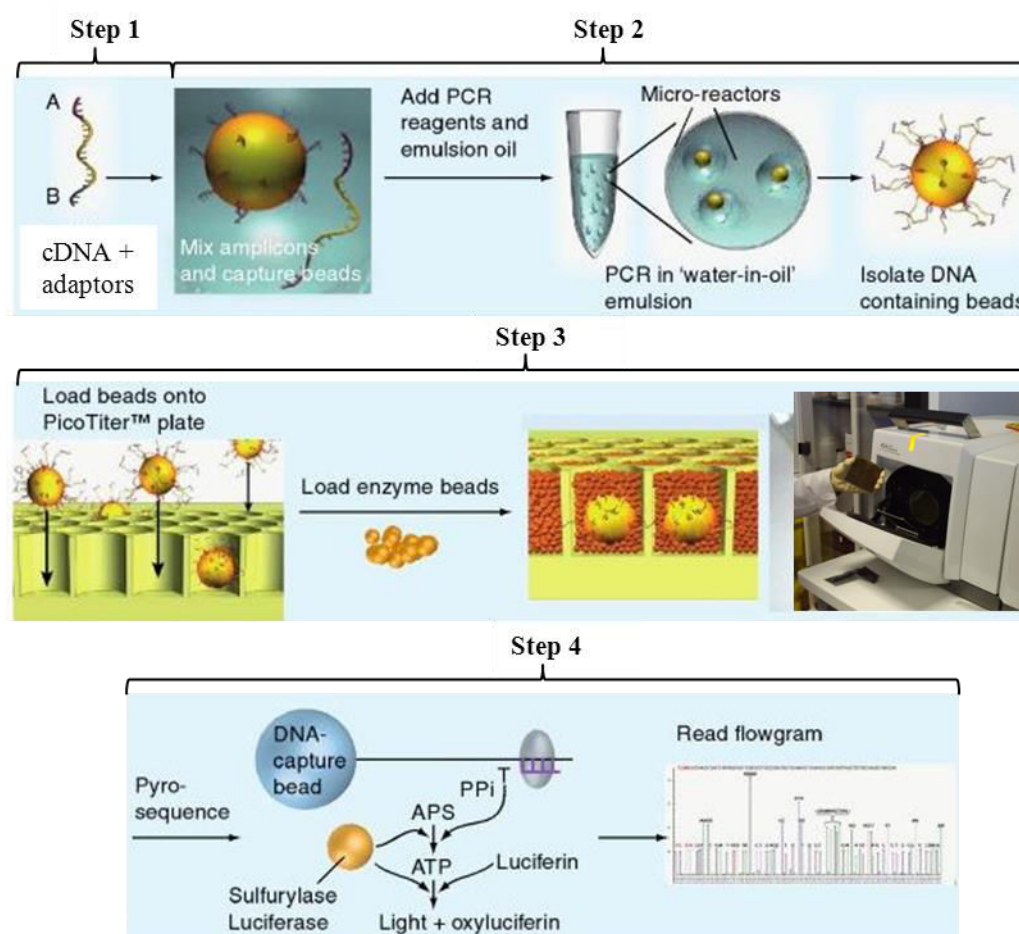 Step 1
Step 2
A
B
cDNA +
adaptors
Mix amplicons
and capture beads
Add PCR
reagents and
emulsion oil
Micro-reactors
PCR in 'water-in-oil'
emulsion
Isolate DNA
containing beads
Step 3
Load beads onto
PicoTiter™ plate
Load enzyme beads
Step 4
Pyro-
sequence
DNA-
capture
bead
PPi
APS
ATP
Luciferin
Sulfurylase
Luciferase
Light + oxyluciferin
Read flowgram